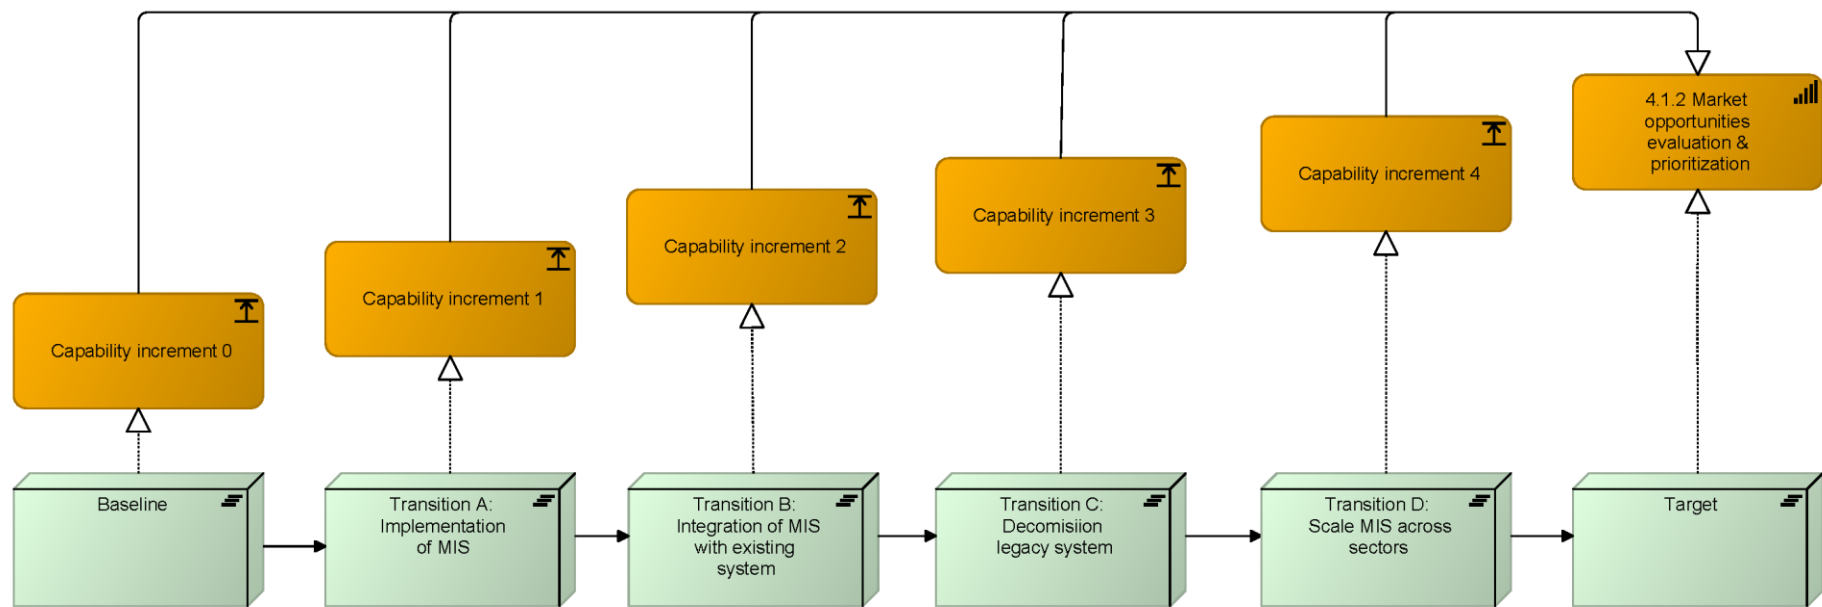 4.1.2 Market
opportunities
evaluation &
prioritization
Capability increment 4
Capability increment 3
Capability increment 2
Capability increment 1
Capability increment 0
Baseline
Transition A:
Implementation
of MIS
Transition B:
Integration of MIS
with existing
system
Transition C:
Decomisiion
legacy system
Transition D:
Scale MIS across
sectors
Target